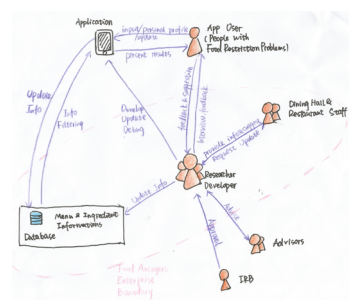 Application
input/personal profile
update
present results
App User
(People with
Food Restriction Problems)
Update
Info
Info
Filtering
Develop
Update
Debug
feedback & suggestion
Interview, feedback
Dining Hall &
Restaurant Staff
provide information
Request update
Researcher
Developer
Update info
Menu & Ingredient
Informations
Database
Approval
Advise
Advisors
IRB
Food Avengers
Enterprise
Boundary